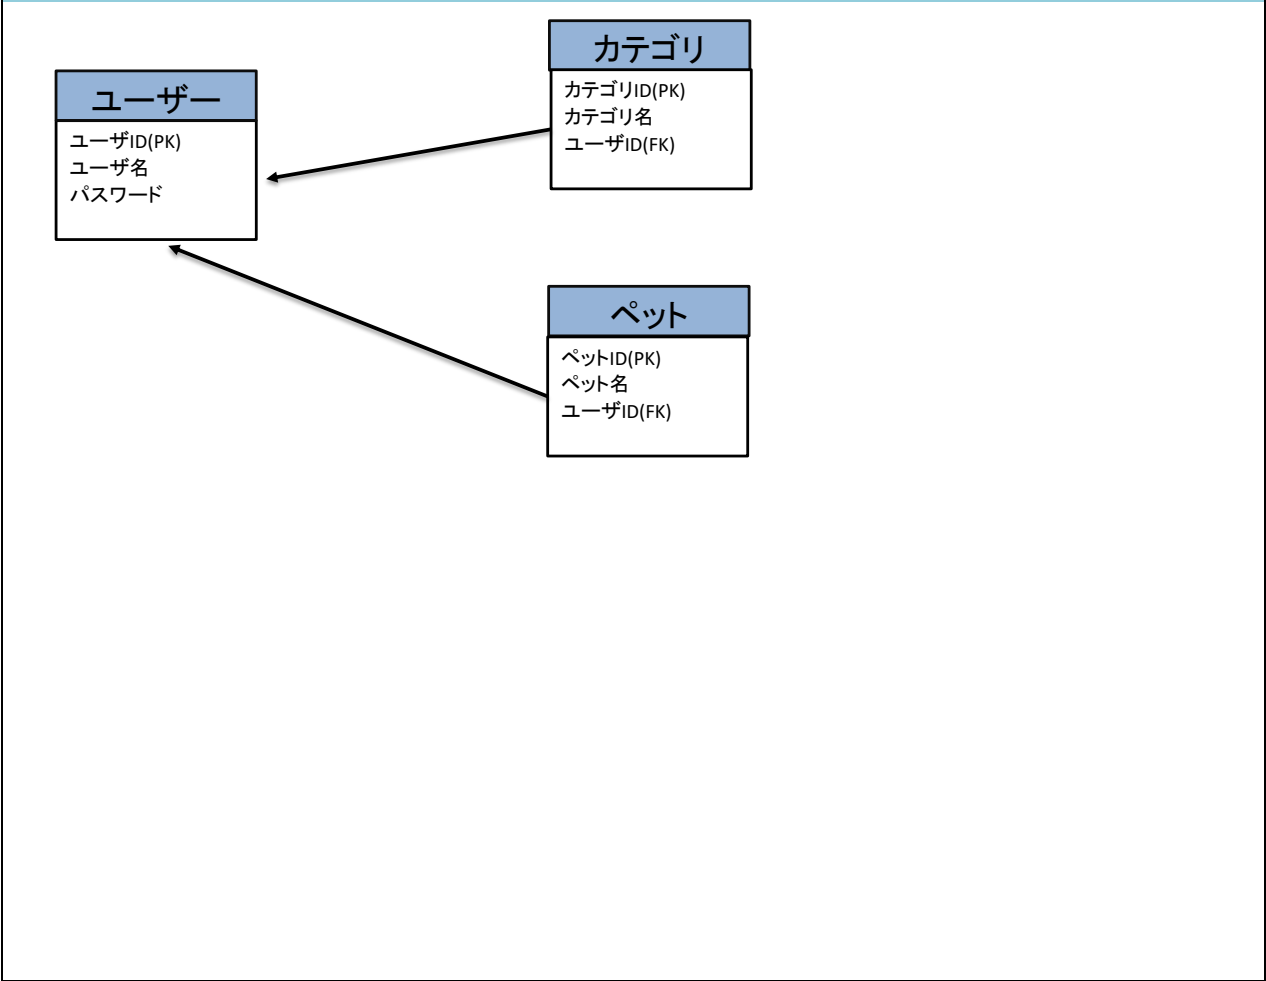 ユーザー
ユーザID(PK)
ユーザ名
パスワード
カテゴリ
カテゴリID(PK)
カテゴリ名
ユーザID(FK)
ペット
ペットID(PK)
ペット名
ユーザID(FK)